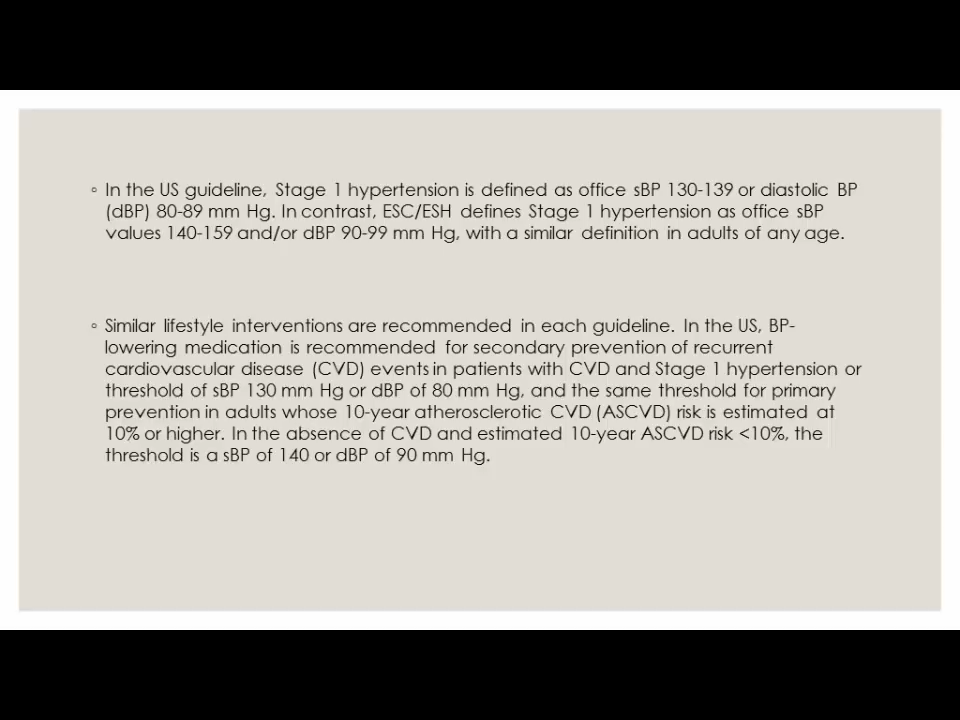 ◦ In the US guideline, Stage 1 hypertension is defined as office sBP 130-139 or diastolic BP
(dBP) 80-89 mm Hg. In contrast, ESC/ESH defines Stage 1 hypertension as office sBP
values 140-159 and/or dBP 90-99 mm Hg, with a similar definition in adults of any age.
◦ Similar lifestyle interventions are recommended in each guideline. In the US, BP-
lowering medication is recommended for secondary prevention of recurrent
cardiovascular disease (CVD) events in patients with CVD and Stage 1 hypertension or
threshold of sBP 130 mm Hg or dBP of 80 mm Hg, and the same threshold for primary
prevention in adults whose 10-year atherosclerotic CVD (ASCVD) risk is estimated at
10% or higher. In the absence of CVD and estimated 10-year ASCVD risk <10%, the
threshold is a sBP of 140 or dBP of 90 mm Hg.